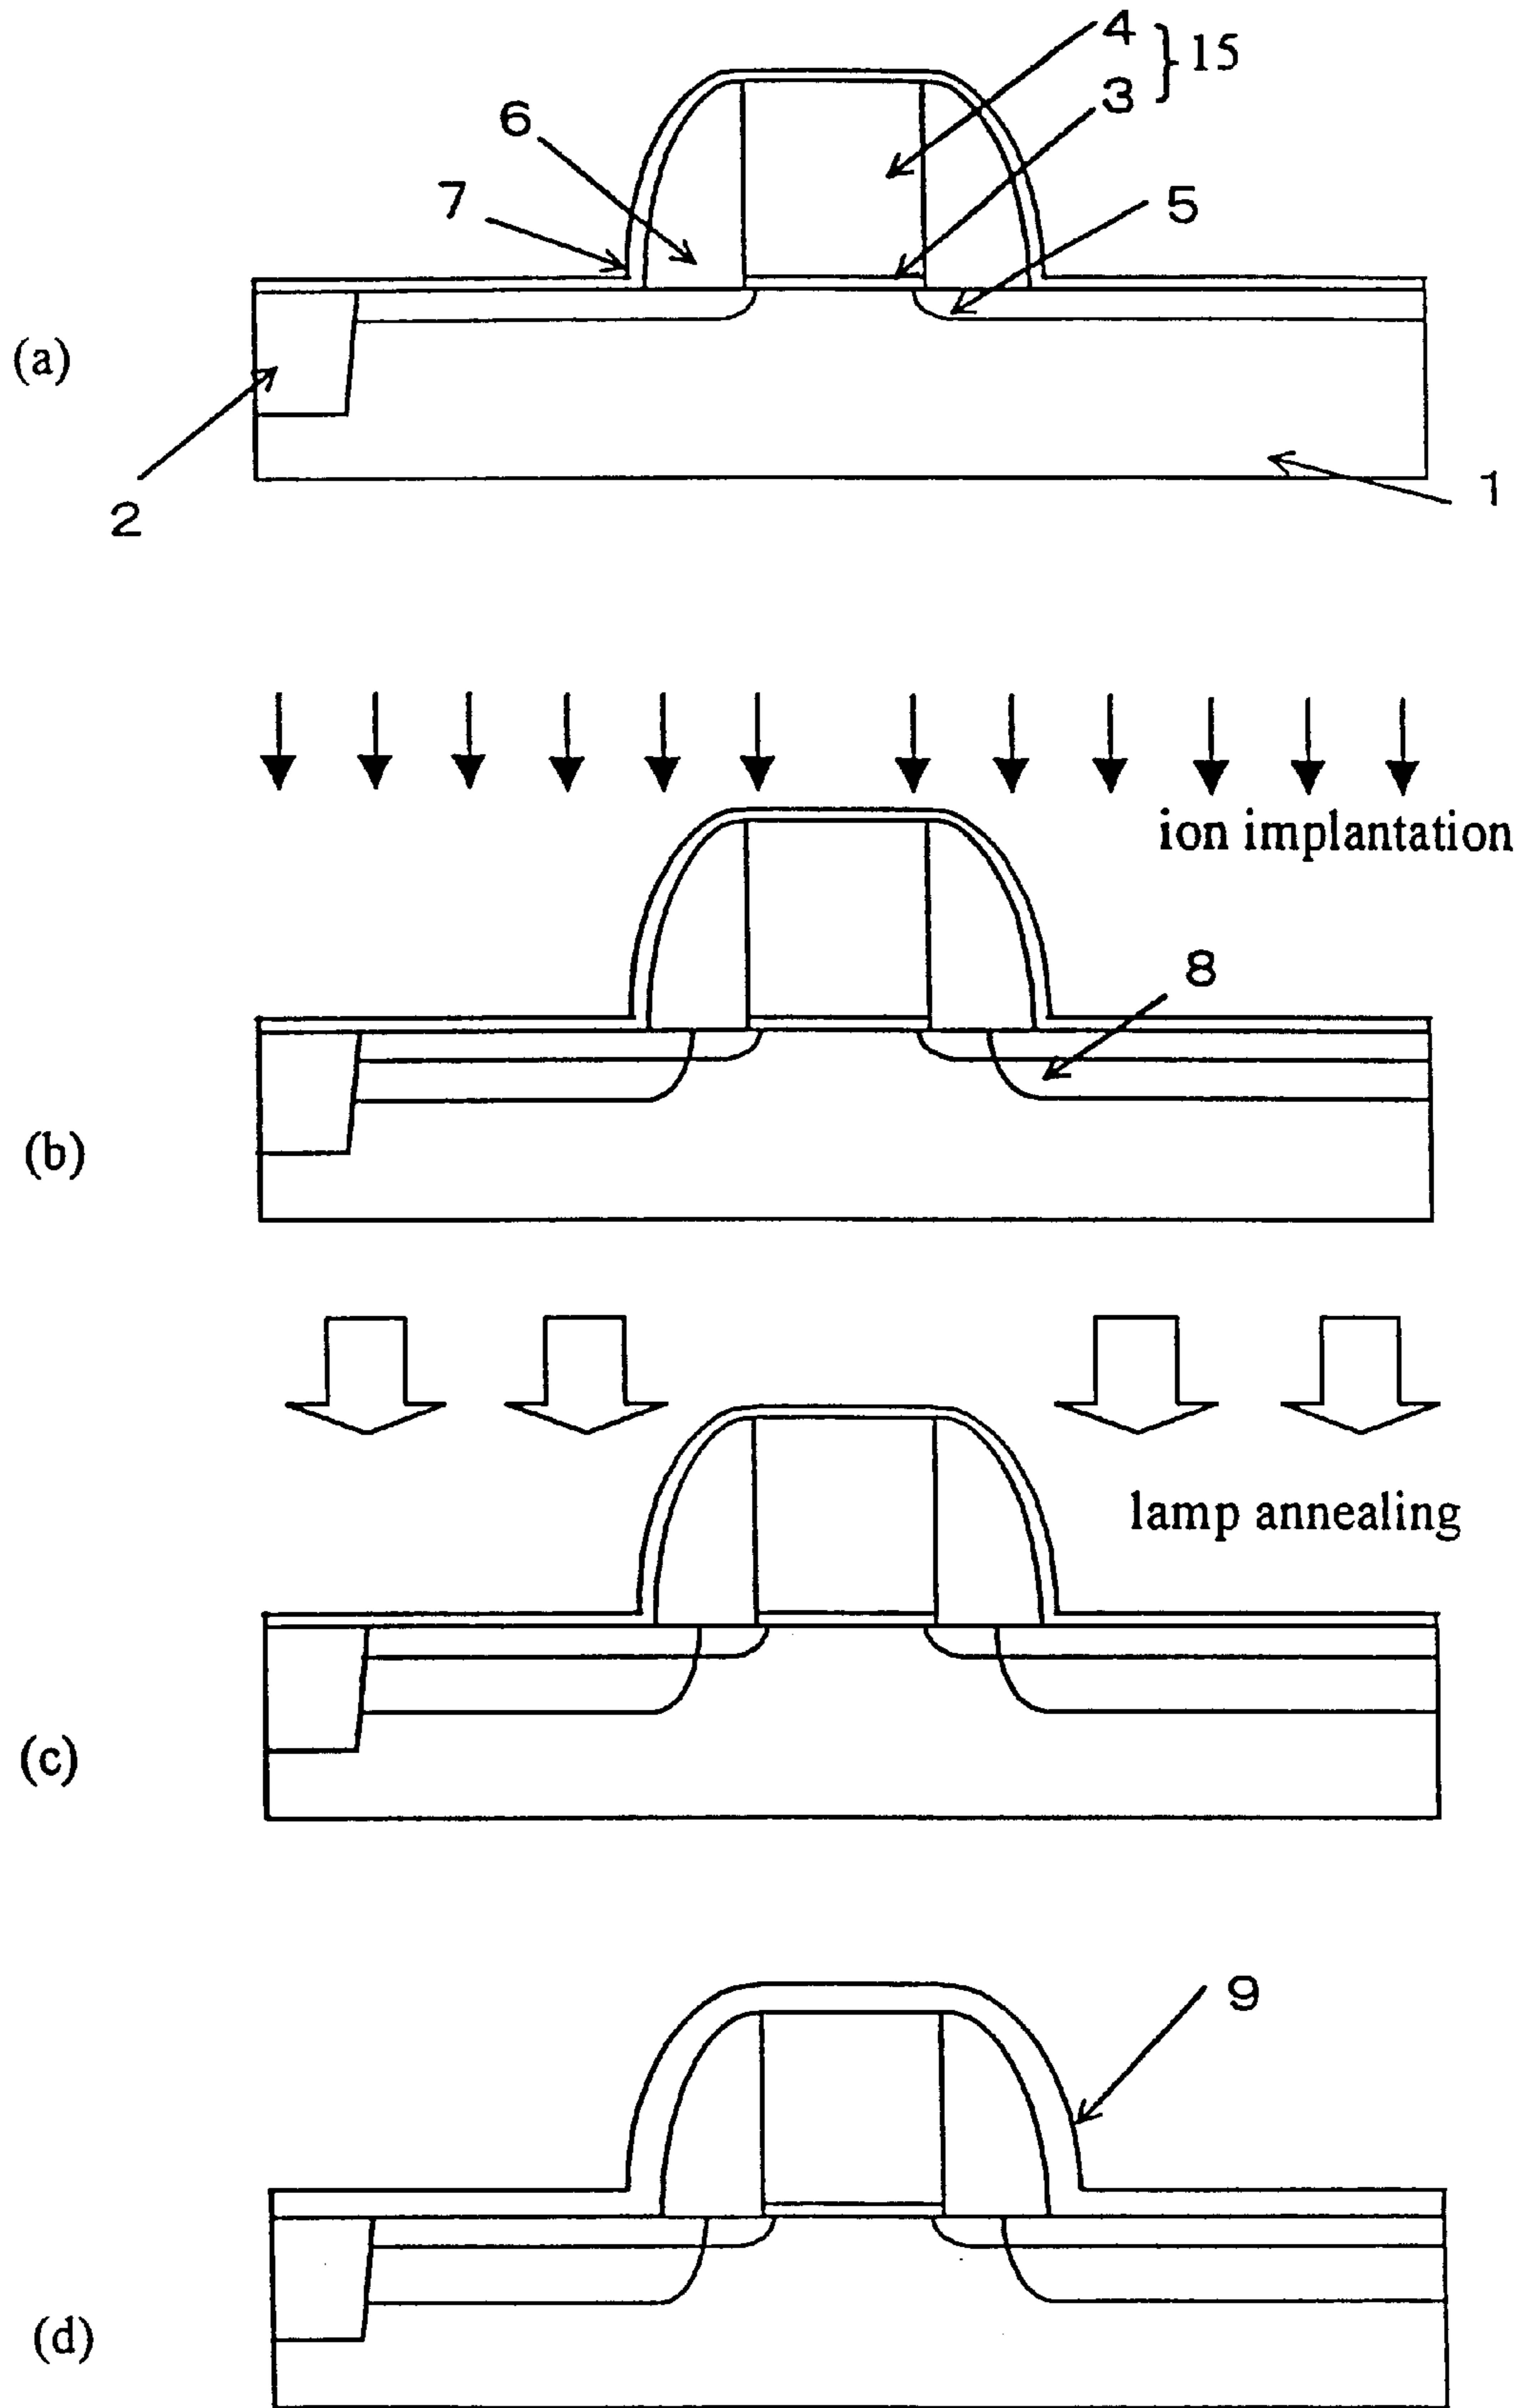 4 } 15
3
6
7
5
(a)
2
1
ion implantation
8
(b)
lamp annealing
(c)
9
(d)